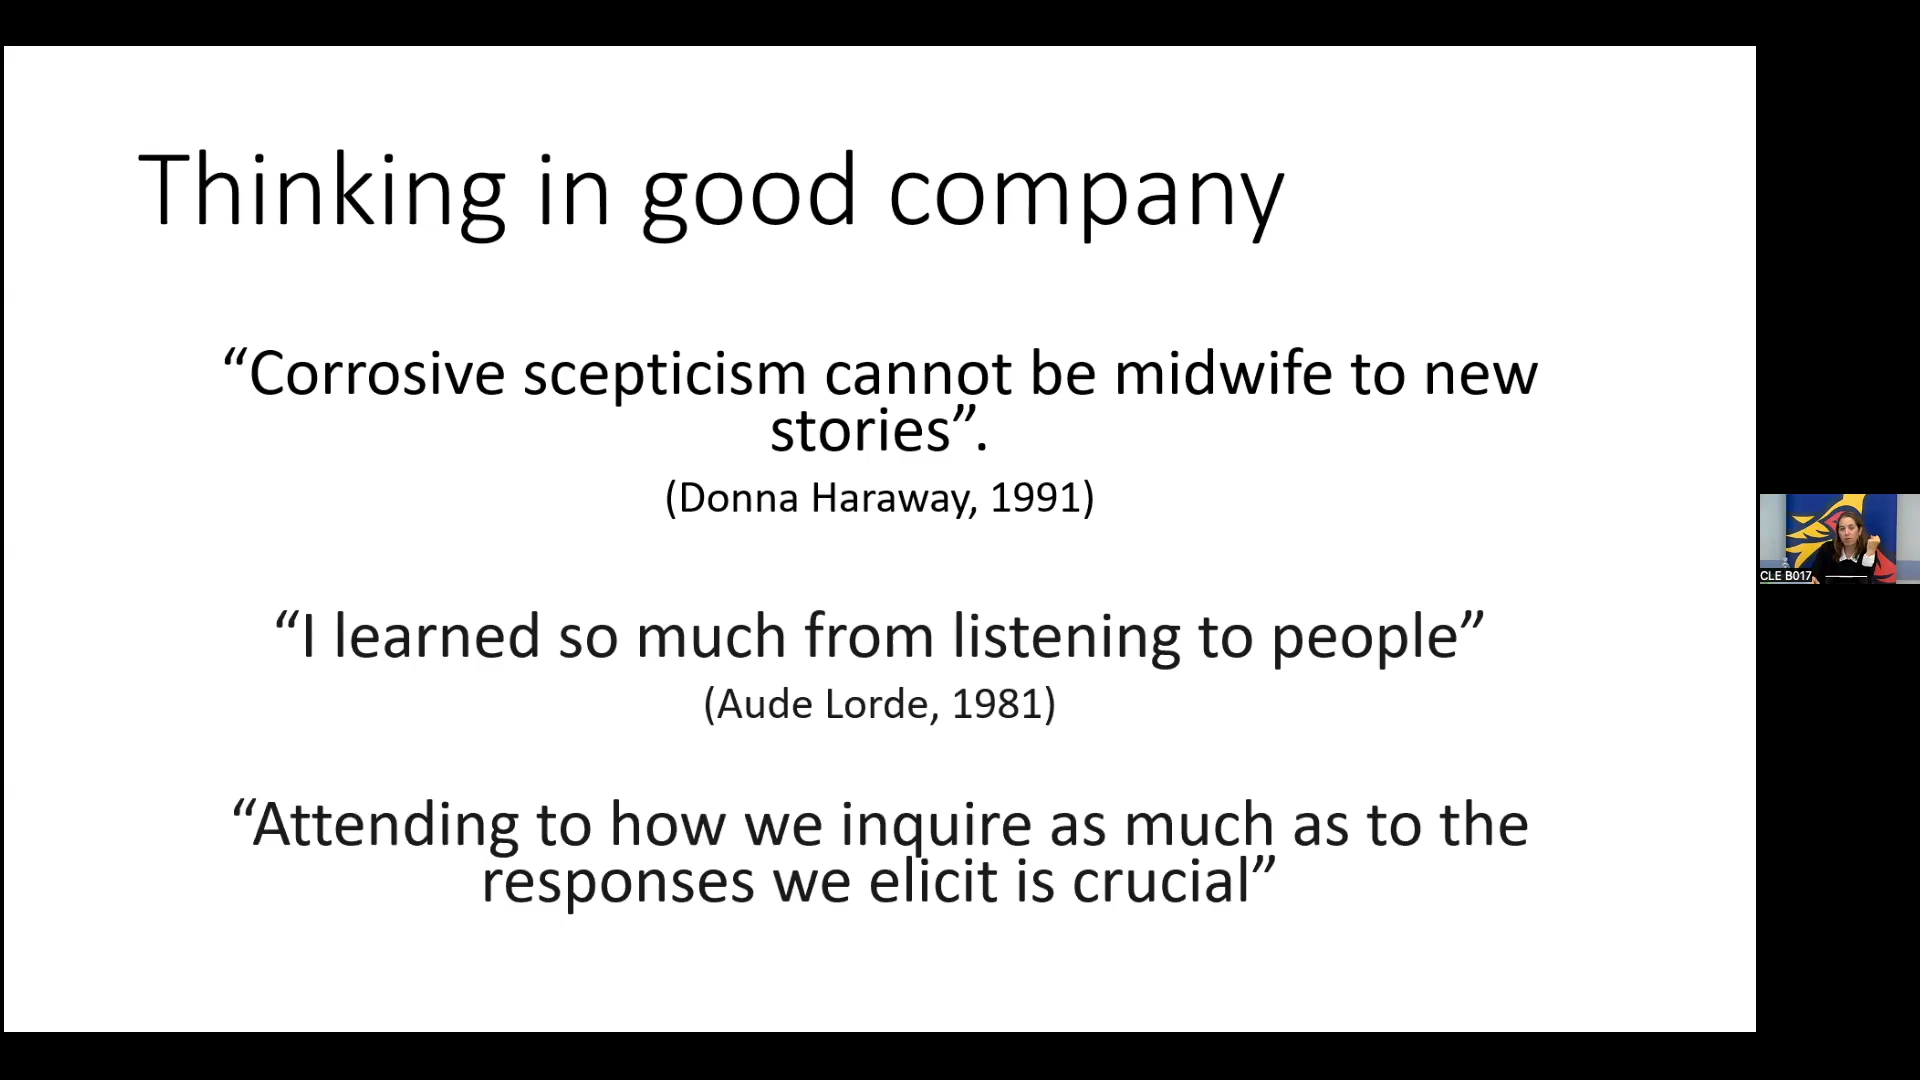 Thinking in good company
“Corrosive scepticism cannot be midwife to new
stories”.
(Donna Haraway, 1991)
CLE B017
“I learned so much from listening to people”
(Aude Lorde, 1981)
“Attending to how we inquire as much as to the
responses we elicit is crucial”